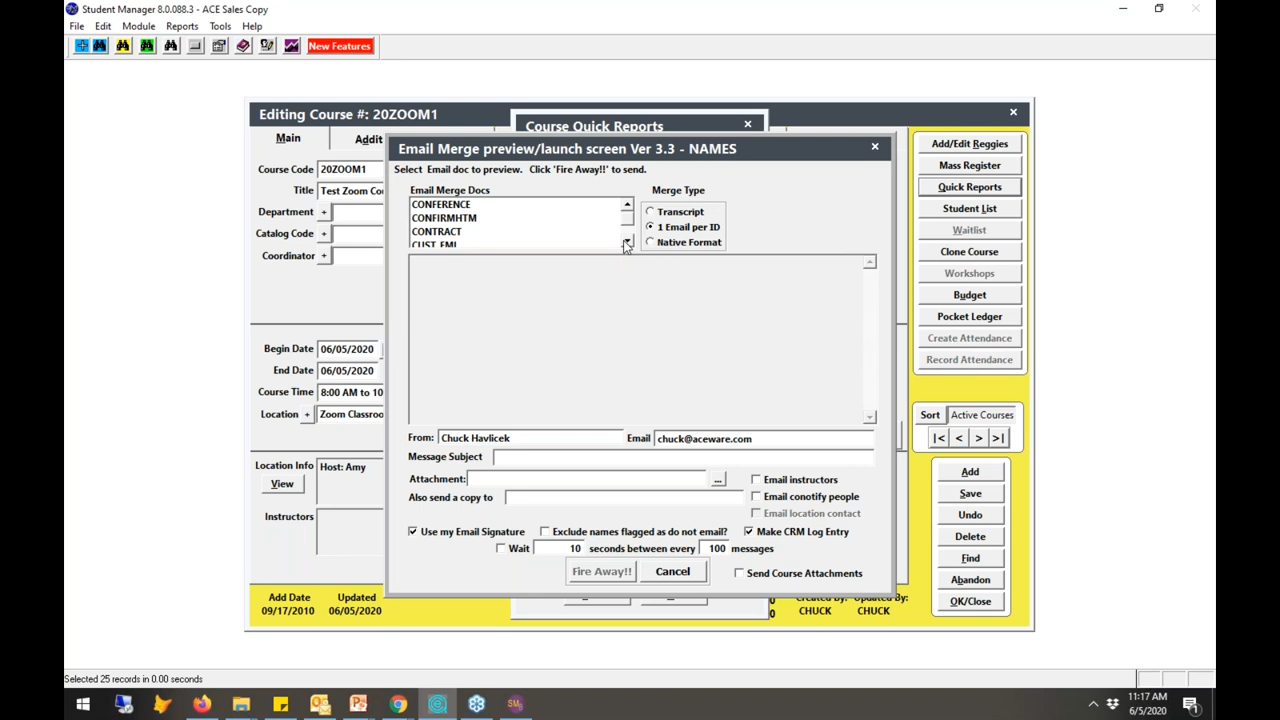 Student Manager 8.0.088.3 - ACE Sales Copy
File Edit Module Reports Tools Help
New Features
Editing Course #: 20ZOOM1
Course Quick Reports
Main Addit
Email Merge preview/launch screen Ver 3.3 - NAMES
Select Email doc to preview. Click 'Fire Away!!' to send.
Email Merge Docs
CONFERENCE
CONFIRMHTM
CONTRACT
CUST_EML
Merge Type
Transcript
1 Email per ID
Native Format
Course Code 20ZOOM1
Title Test Zoom Cou
Department +
Catalog Code +
Coordinator +
Begin Date 06/05/2020
End Date 06/05/2020
Course Time 8:00 AM to 10
Location + Zoom Classroo
Location Info Host: Amy
View
Instructors
From: Chuck Havlicek Email chuck@aceware.com
Message Subject
Attachment: ...
Also send a copy to
Email instructors
Email conotify people
Email location contact
Use my Email Signature Exclude names flagged as do not email? Make CRM Log Entry
Wait 10 seconds between every 100 messages
Fire Away!! Cancel Send Course Attachments
Add Date Updated
09/17/2010 06/05/2020
0 Created By: Updated By:
0 CHUCK CHUCK
Add/Edit Reggies
Mass Register
Quick Reports
Student List
Waitlist
Clone Course
Workshops
Budget
Pocket Ledger
Create Attendance
Record Attendance
Sort Active Courses
|< < > >|
Add
Save
Undo
Delete
Find
Abandon
OK/Close
Selected 25 records in 0.00 seconds
11:17 AM
6/5/2020